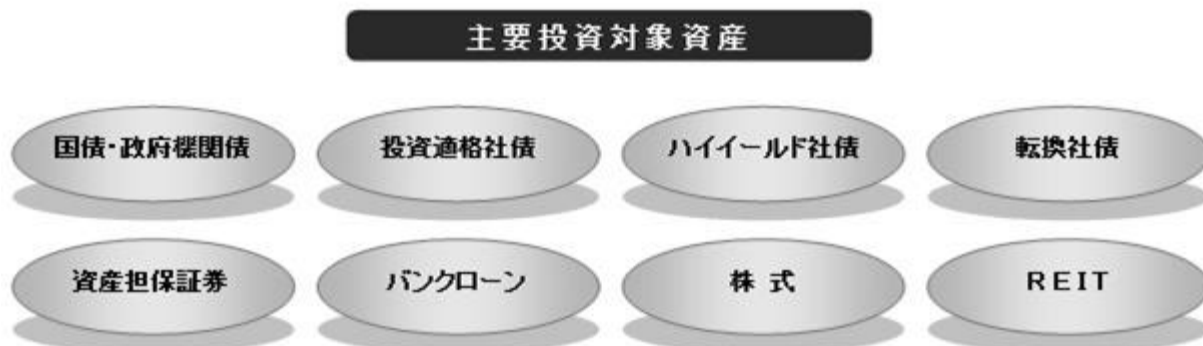 主要投資対象資産
国債・政府機関債
投資適格社債
ハイイールド社債
転換社債
資産担保証券
バンクローン
株式
REIT